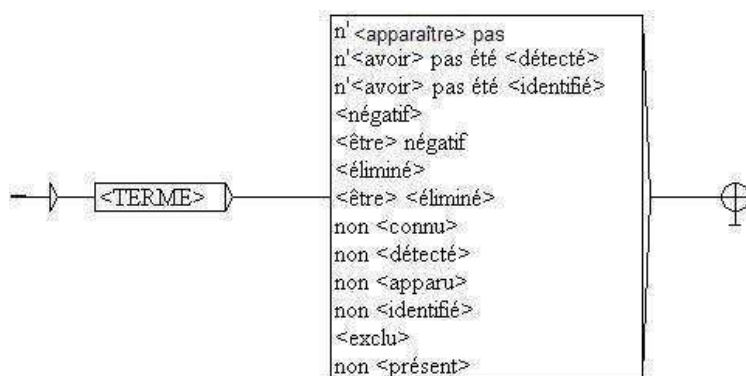 n' <apparaître> pas
n'<avoir> pas été <détecté>
n'<avoir> pas été <identifié>
<négatif>
<être> négatif
<éliminé>
<TERME>
<être> <éliminé>
non <connu>
non <détecté>
non <apparu>
non <identifié>
<exclu>
non <présent>